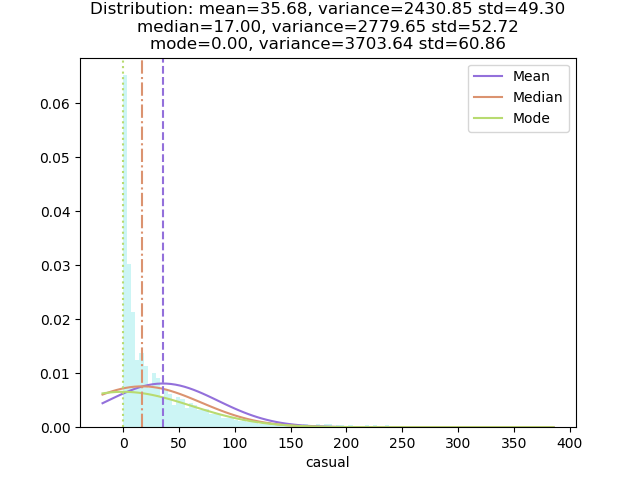 Distribution: mean=35.68, variance=2430.85 std=49.30
median=17.00, variance=2779.65 std=52.72
mode=0.00, variance=3703.64 std=60.86
Mean
Median
Mode
0.06
0.05
0.04
0.03
0.02
0.01
0.00
0 50 100 150 200 250 300 350 400
casual